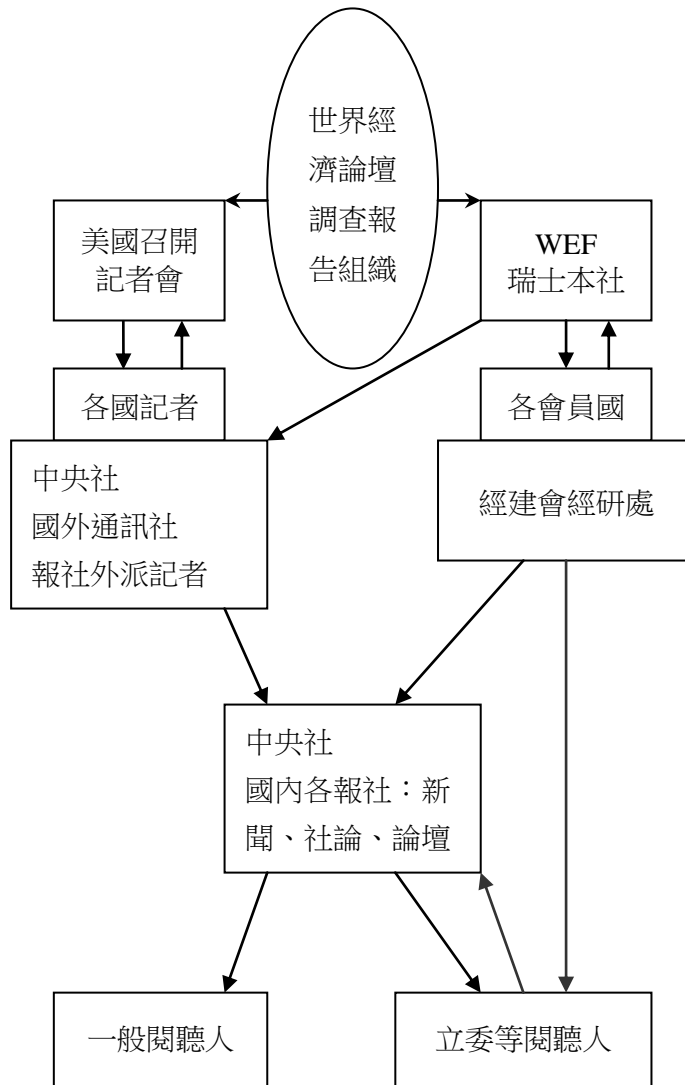 世界經
濟論壇
調查報
告組織
美國召開
記者會
WEF
瑞士本社
各國記者
各會員國
中央社
國外通訊社
報社外派記者
經建會經研處
中央社
國內各報社：新
聞、社論、論壇
一般閱聽人
立委等閱聽人